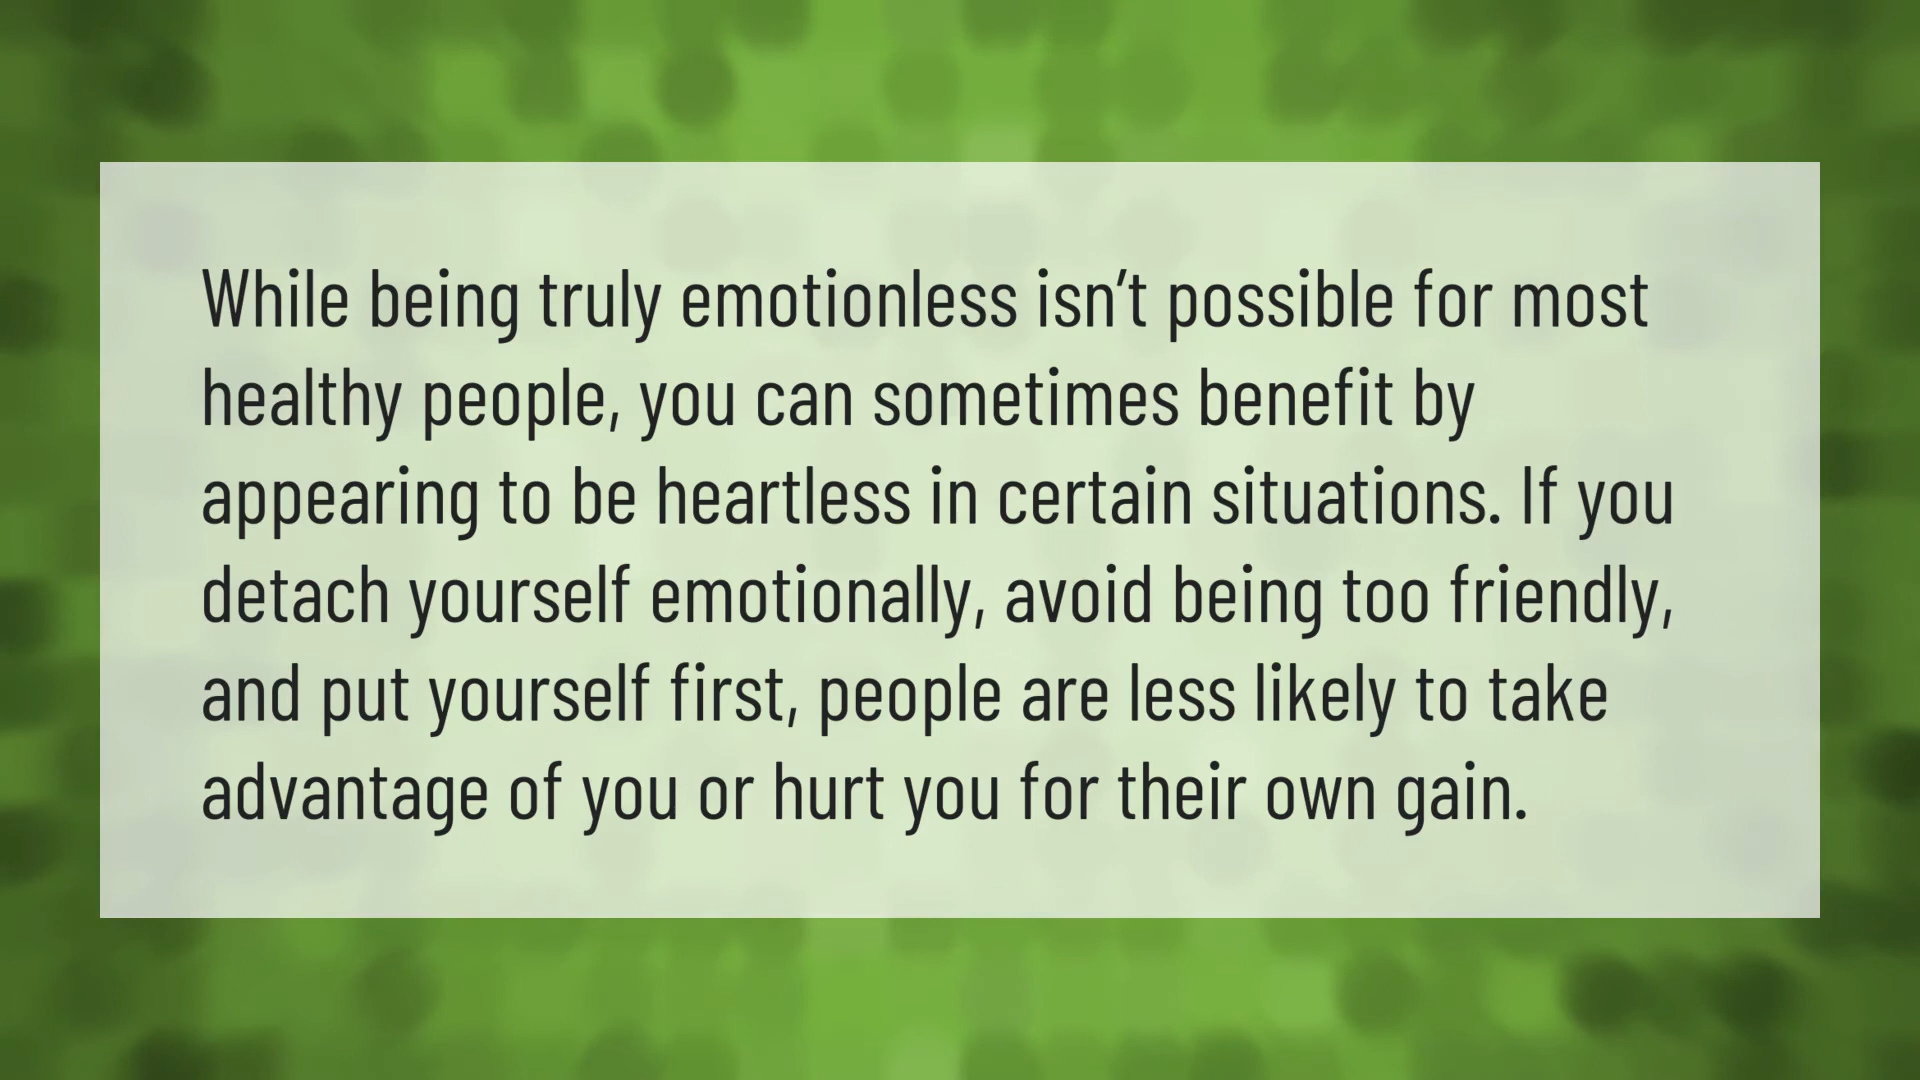 While being truly emotionless isn’t possible for most
healthy people, you can sometimes benefit by
appearing to be heartless in certain situations. If you
detach yourself emotionally, avoid being too friendly,
and put yourself first, people are less likely to take
advantage of you or hurt you for their own gain.